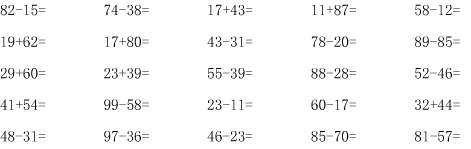 82-15= 74-38= 17+43= 11+87= 58-12=
19+62= 17+80= 43-31= 78-20= 89-85=
29+60= 23+39= 55-39= 88-28= 52-46=
41+54= 99-58= 23-11= 60-17= 32+44=
48-31= 97-36= 46-23= 85-70= 81-57=